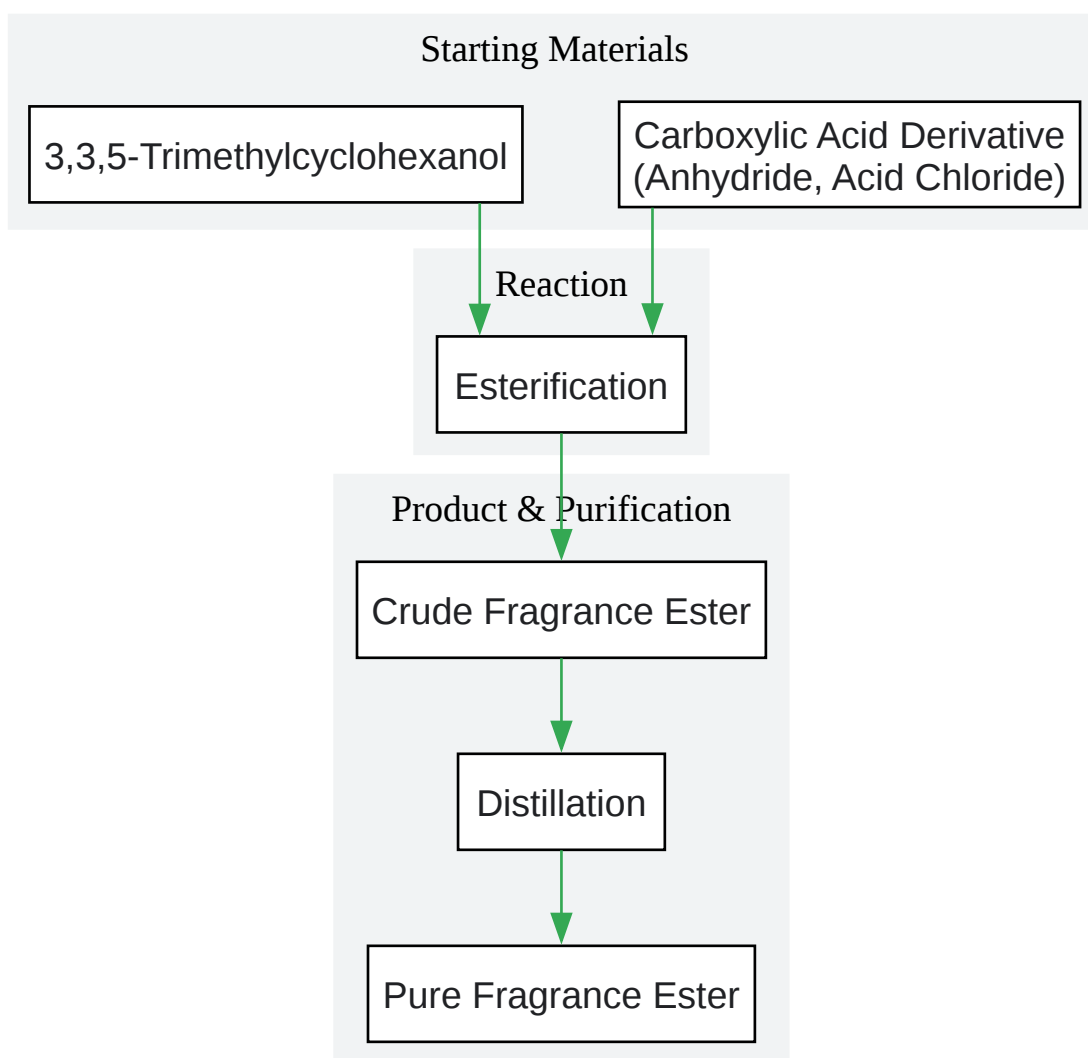 Starting Materials
3,3,5-Trimethylcyclohexanol
Carboxylic Acid Derivative
(Anhydride, Acid Chloride)
Reaction
Esterification
Product & Purification
Crude Fragrance Ester
Distillation
Pure Fragrance Ester